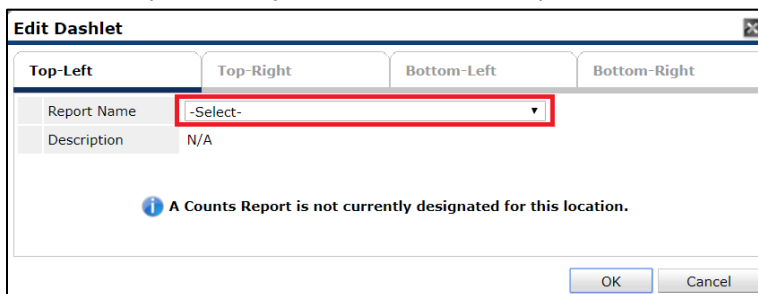 Edit Dashlet
Top-Left Top-Right Bottom-Left Bottom-Right
Report Name -Select-
Description N/A
A Counts Report is not currently designated for this location.
OK Cancel